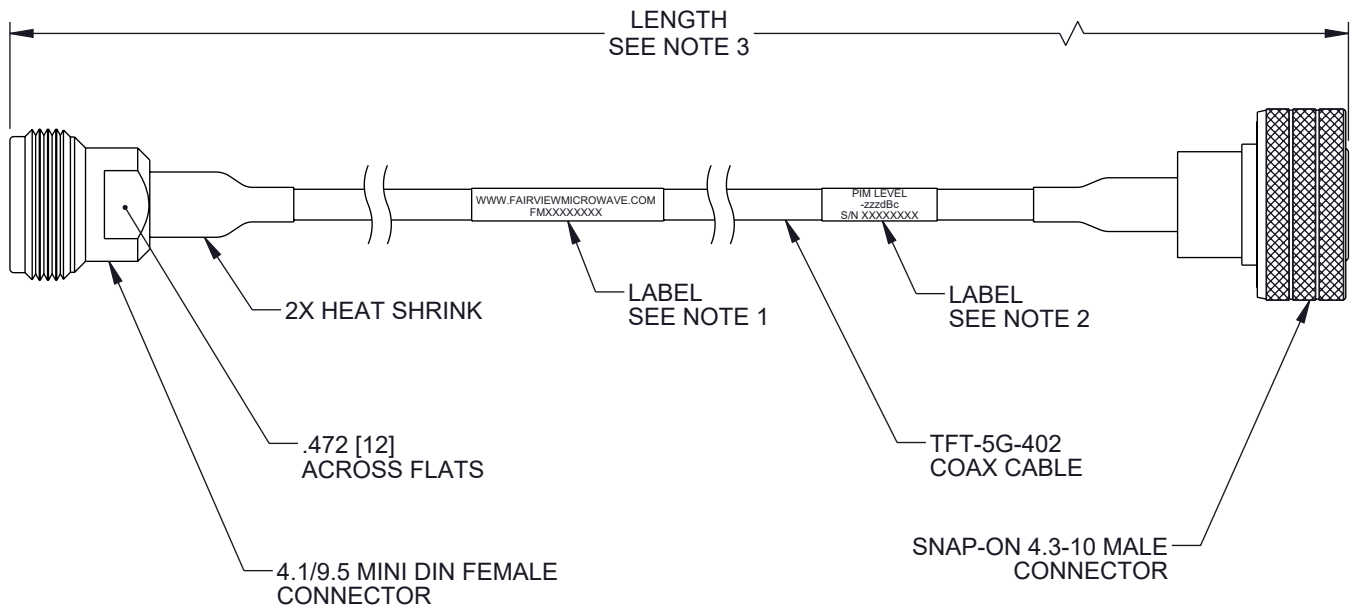 LENGTH
SEE NOTE 3
WWW.FAIRVIEWMICROWAVE.COM
FMXXXXXXXX
PIM LEVEL
-zzzdBc
S/N XXXXXXXX
2X HEAT SHRINK
LABEL
SEE NOTE 1
LABEL
SEE NOTE 2
.472 [12]
ACROSS FLATS
TFT-5G-402
COAX CABLE
4.1/9.5 MINI DIN FEMALE
CONNECTOR
SNAP-ON 4.3-10 MALE
CONNECTOR